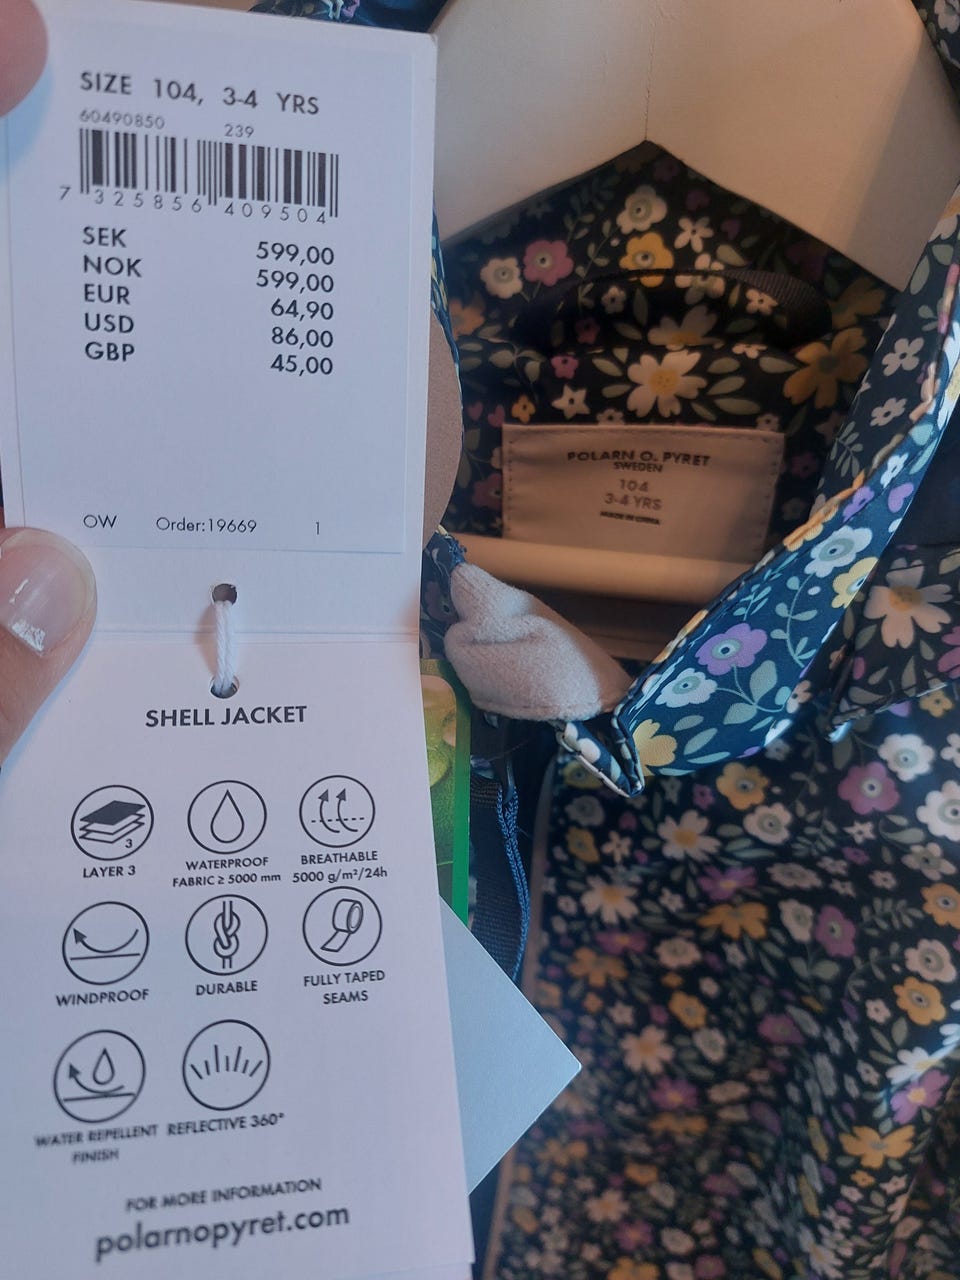 SIZE 104, 3-4 YRS
60490850 239
7 325856 409504
SEK 599,00
NOK 599,00
EUR 64,90
USD 86,00
GBP 45,00
OW Order:19669 1
SHELL JACKET
3
LAYER 3
WATERPROOF
FABRIC ≥ 5000 mm
BREATHABLE
5000 g/m²/24h
WINDPROOF
DURABLE
FULLY TAPED
SEAMS
WATER REPELLENT
FINISH
REFLECTIVE 360°
FOR MORE INFORMATION
polarnopyret.com
POLARN O. PYRET
SWEDEN
104
3-4 YRS
MADE IN CHINA